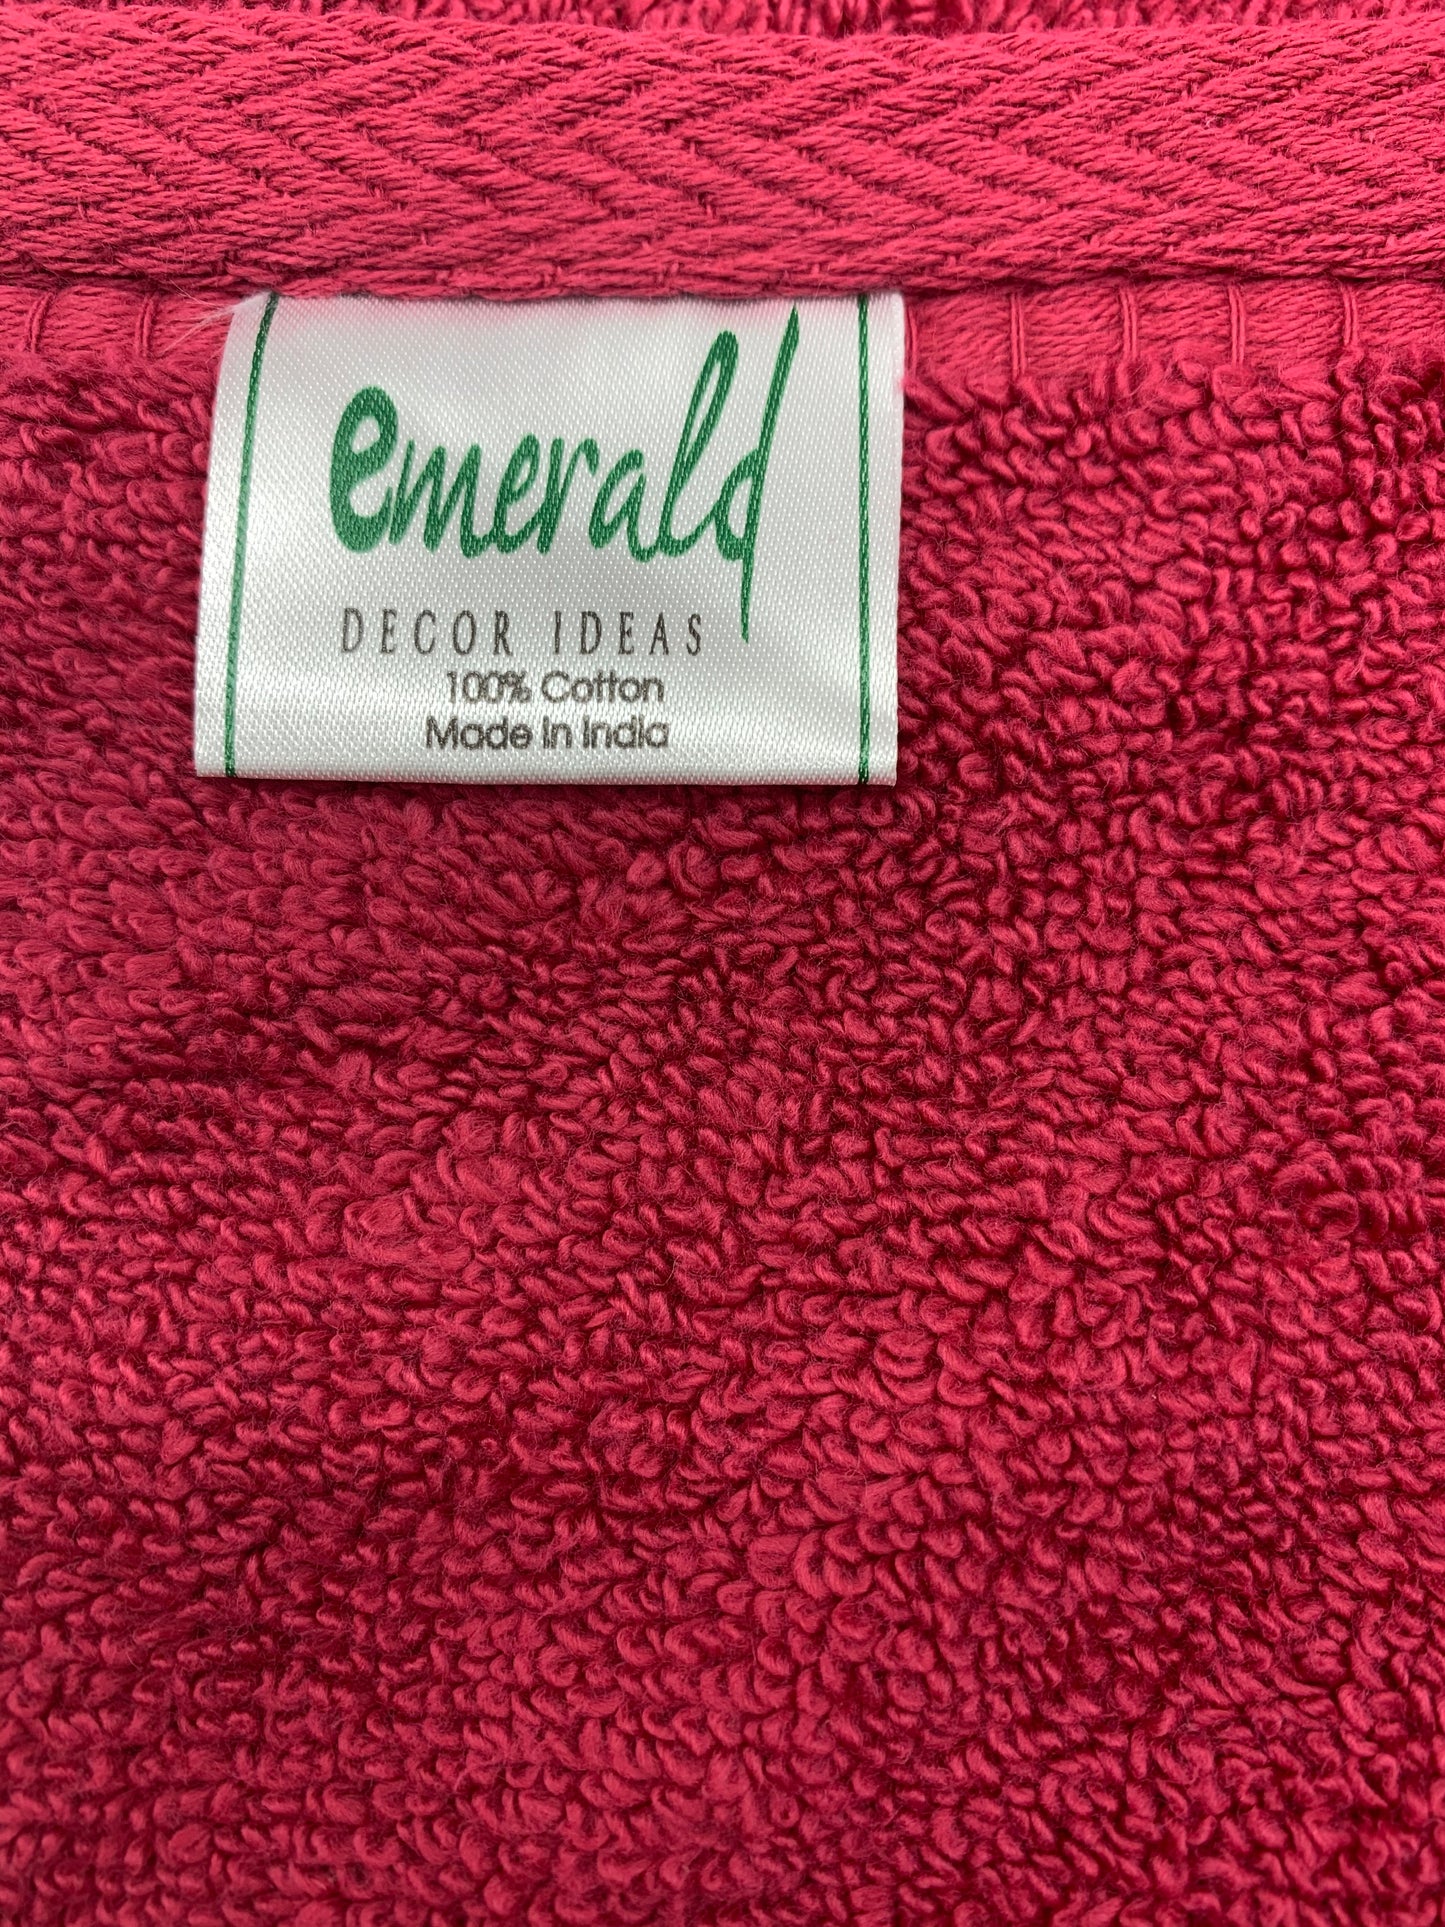 emerald
DECOR IDEAS
100% Cotton
Made In India